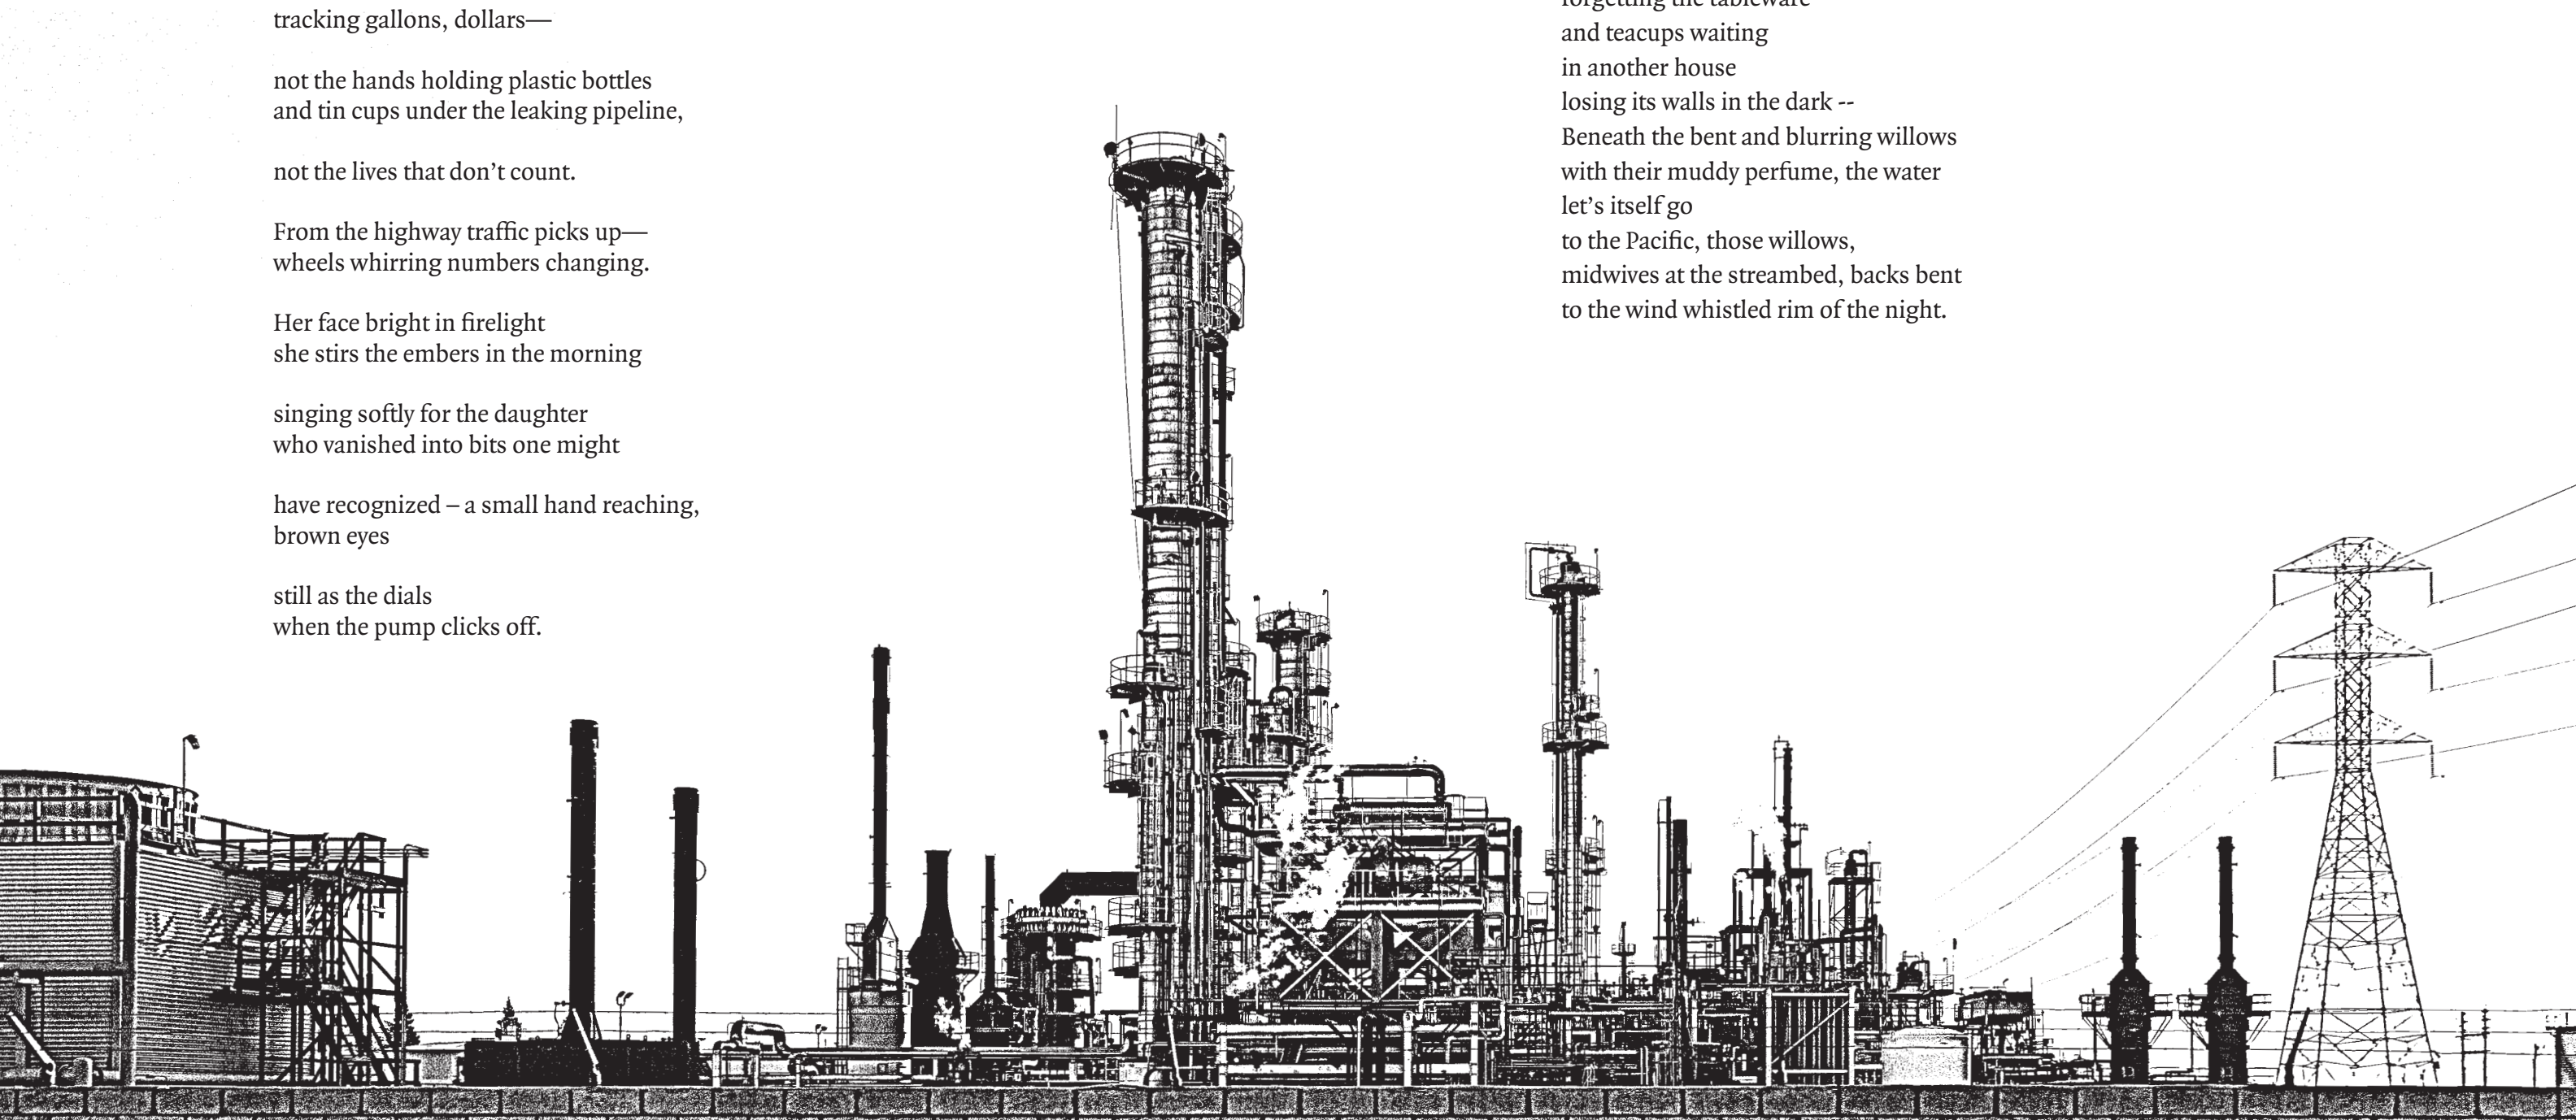 tracking gallons, dollars—
not the hands holding plastic bottles
and tin cups under the leaking pipeline,
not the lives that don’t count.
From the highway traffic picks up—
wheels whirring numbers changing.
Her face bright in firelight
she stirs the embers in the morning
singing softly for the daughter
who vanished into bits one might
have recognized – a small hand reaching,
brown eyes
still as the dials
when the pump clicks off.
forgetting the tableware
and teacups waiting
in another house
losing its walls in the dark --
Beneath the bent and blurring willows
with their muddy perfume, the water
let’s itself go
to the Pacific, those willows,
midwives at the streambed, backs bent
to the wind whistled rim of the night.